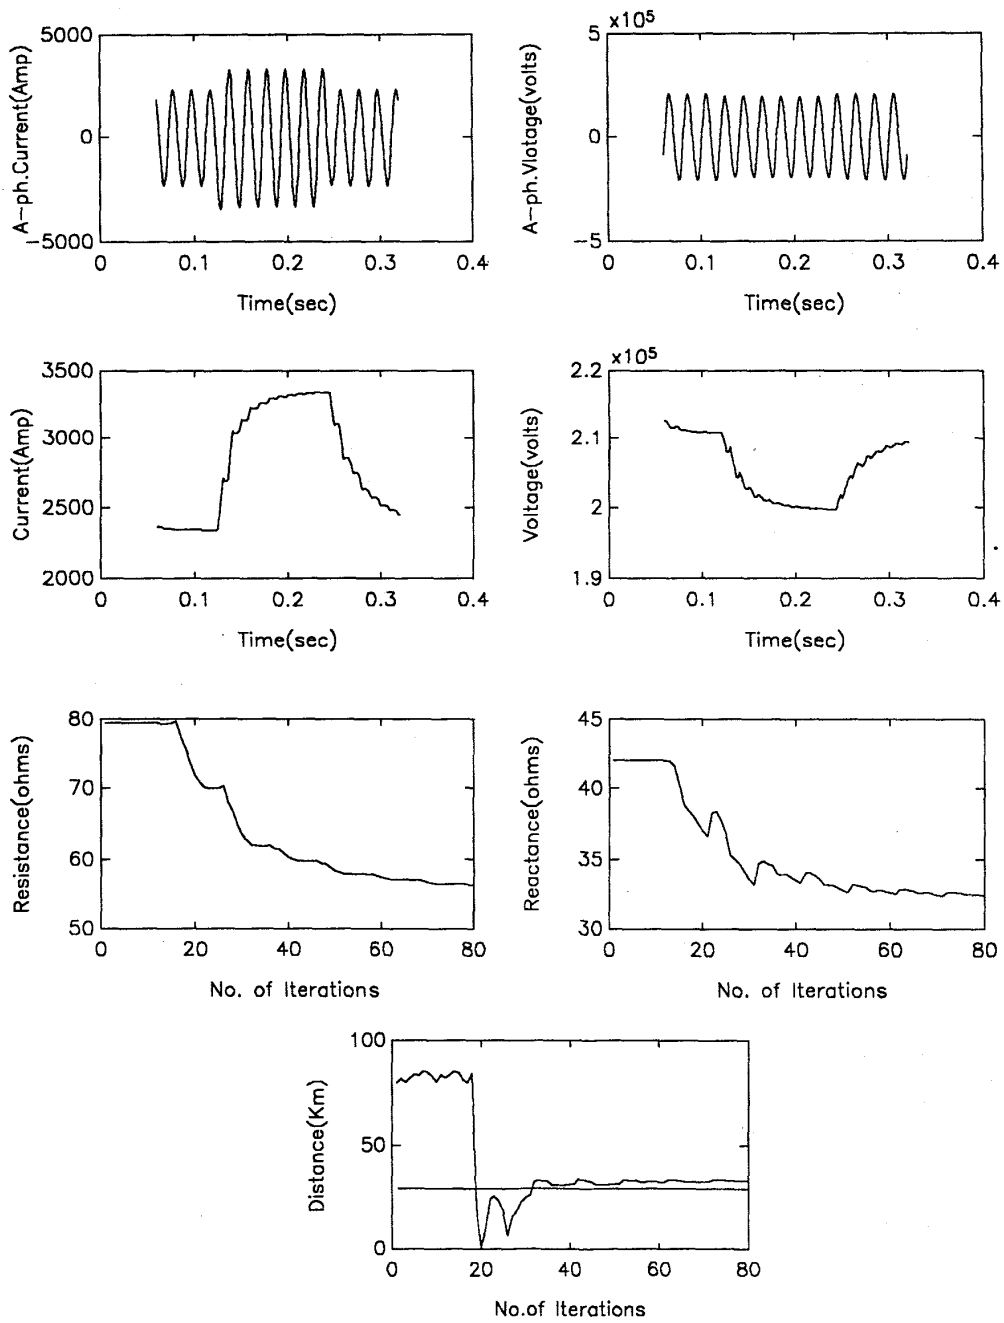 5000
0
-5000
A-ph.Current(Amp)
0 0.1 0.2 0.3 0.4
Time(sec)
5 x10⁵
0
-5
A-ph.Vlotage(volts)
0 0.1 0.2 0.3 0.4
Time(sec)
3500
3000
2500
2000
Current(Amp)
0 0.1 0.2 0.3 0.4
Time(sec)
2.2 x10⁵
2.1
2
1.9
Voltage(volts)
0 0.1 0.2 0.3 0.4
Time(sec)
80
70
60
50
Resistance(ohms)
0 20 40 60 80
No. of Iterations
45
40
35
30
Reactance(ohms)
0 20 40 60 80
No. of Iterations
100
50
0
Distance(Km)
0 20 40 60 80
No.of Iterations